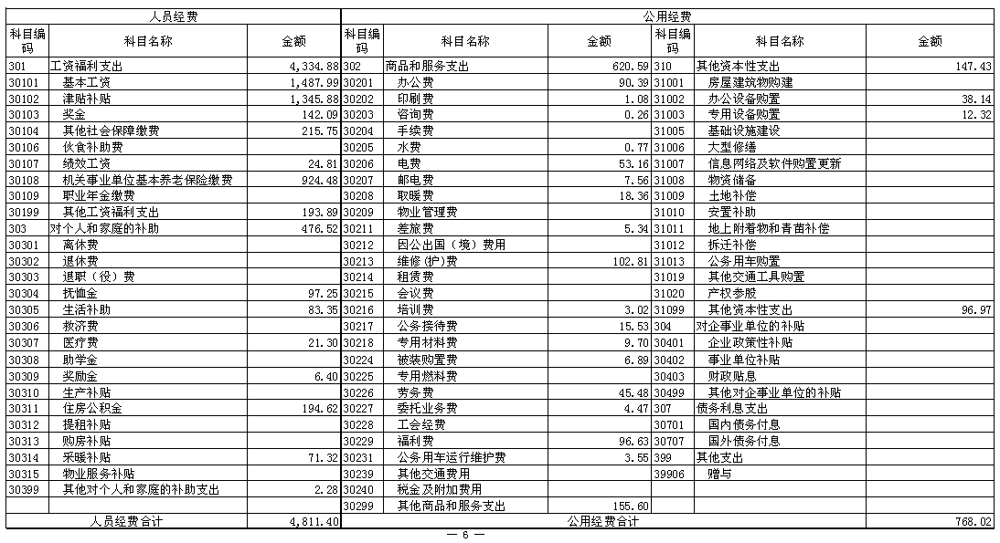 人员经费 公用经费
科目编码 科目名称 金额 科目编码 科目名称 金额 科目编码 科目名称 金额
301 工资福利支出 4,334.88 302 商品和服务支出 620.59 310 其他资本性支出 147.43
30101 基本工资 1,487.99 30201 办公费 90.39 31001 房屋建筑物购建
30102 津贴补贴 1,345.88 30202 印刷费 1.08 31002 办公设备购置 38.14
30103 奖金 142.09 30203 咨询费 0.26 31003 专用设备购置 12.32
30104 其他社会保障缴费 215.75 30204 手续费 31005 基础设施建设
30106 伙食补助费 30205 水费 0.77 31006 大型修缮
30107 绩效工资 24.81 30206 电费 53.16 31007 信息网络及软件购置更新
30108 机关事业单位基本养老保险缴费 924.48 30207 邮电费 7.56 31008 物资储备
30109 职业年金缴费 30208 取暖费 18.36 31009 土地补偿
30199 其他工资福利支出 193.89 30209 物业管理费 31010 安置补助
303 对个人和家庭的补助 476.52 30211 差旅费 5.34 31011 地上附着物和青苗补偿
30301 离休费 30212 因公出国（境）费用 31012 拆迁补偿
30302 退休费 30213 维修(护)费 102.81 31013 公务用车购置
30303 退职（役）费 30214 租赁费 31019 其他交通工具购置
30304 抚恤金 97.25 30215 会议费 31020 产权参股
30305 生活补助 83.35 30216 培训费 3.02 31099 其他资本性支出 96.97
30306 救济费 30217 公务接待费 15.53 304 对企事业单位的补贴
30307 医疗费 21.30 30218 专用材料费 9.70 30401 企业政策性补贴
30308 助学金 30224 被装购置费 6.89 30402 事业单位补贴
30309 奖励金 6.40 30225 专用燃料费 30403 财政贴息
30310 生产补贴 30226 劳务费 45.48 30499 其他对企事业单位的补贴
30311 住房公积金 194.62 30227 委托业务费 4.47 307 债务利息支出
30312 提租补贴 30228 工会经费 30701 国内债务付息
30313 购房补贴 30229 福利费 96.63 30707 国外债务付息
30314 采暖补贴 71.32 30231 公务用车运行维护费 3.55 399 其他支出
30315 物业服务补贴 30239 其他交通费用 39906 赠与
30399 其他对个人和家庭的补助支出 2.28 30240 税金及附加费用
30299 其他商品和服务支出 155.60
人员经费合计 4,811.40 公用经费合计 768.02
— 6 —